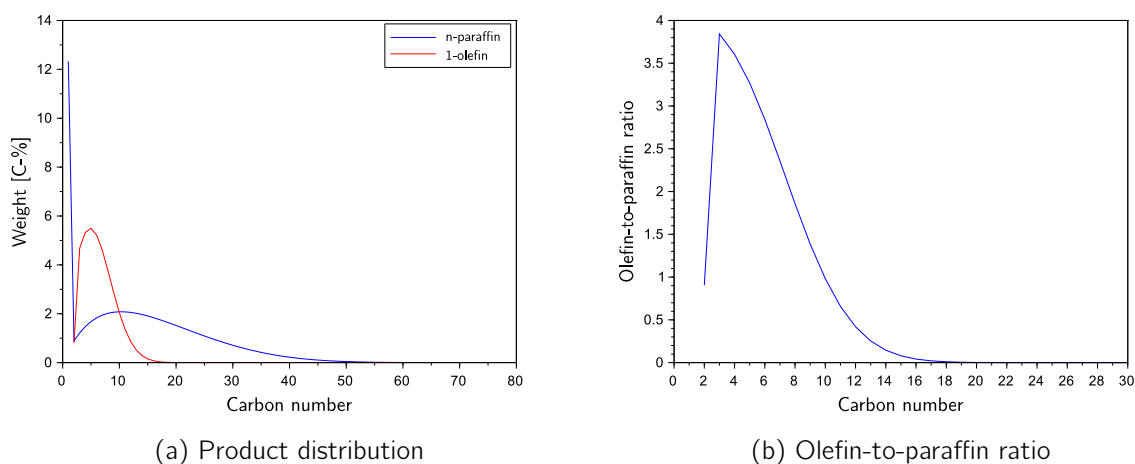 n-paraffin
1-olefin
Weight [C-%]
14
12
10
8
6
4
2
0
0 10 20 30 40 50 60 70 80
Carbon number
(a) Product distribution
Olefin-to-paraffin ratio
4
3.5
3
2.5
2
1.5
1
0.5
0
0 2 4 6 8 10 12 14 16 18 20 22 24 26 28 30
Carbon number
(b) Olefin-to-paraffin ratio